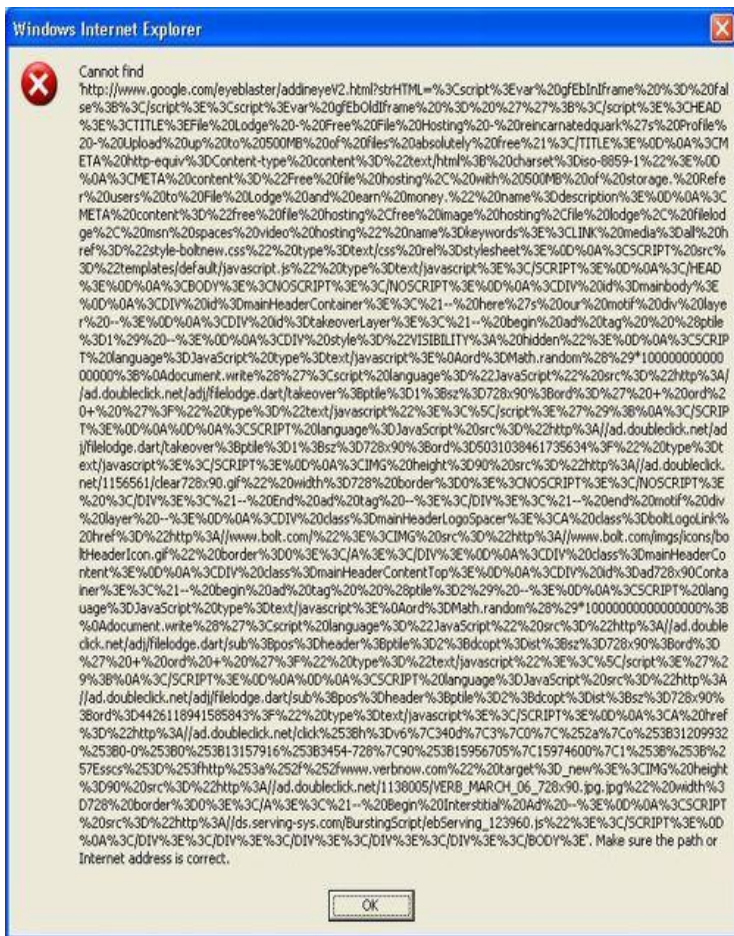 Windows Internet Explorer
Cannot find
'http://www.google.com/eyeblaster/addineyeV2.html?strHTML=%3Cscript%3Evar%20gfEbInIframe%20%3D%20fal
se%3B%3C/script%3E%3Cscript%3Evar%20gfEbOldIframe%20%3D%20%27%27%3B%3C/script%3E%3CHEAD
%3E%3CTITLE%3EFile%20Lodge%20-%20Free%20File%20Hosting%20-%20reincarnatedquark%27s%20Profile%
20-%20Upload%20up%20to%20500MB%20of%20files%20absolutely%20free%21%3C/TITLE%3E%0D%0A%3CM
ETA%20http-equiv%3DContent-type%20content%3D%22text/html%3B%20charset%3Diso-8859-1%22%3E%0D
%0A%3CMETA%20content%3D%22Free%20file%20hosting%2C%20with%20500MB%20of%20storage.%20Refe
r%20users%20to%20File%20Lodge%20and%20earn%20money.%22%20name%3Ddescription%3E%0D%0A%3C
META%20content%3D%22free%20file%20hosting%2Cfree%20image%20hosting%2Cfile%20lodge%2C%20filelod
ge%2C%20msn%20spaces%20video%20hosting%22%20name%3Dkeywords%3E%3CLINK%20media%3Dall%20h
ref%3D%22style-boltnew.css%22%20type%3Dtext/css%20rel%3Dstylesheet%3E%0D%0A%3CSCRIPT%20src%
3D%22templates/default/javascript.js%22%20type%3Dtext/javascript%3E%3C/SCRIPT%3E%0D%0A%3C/HEAD
%3E%0D%0A%3CBODY%3E%3CNOSCRIPT%3E%3C/NOSCRIPT%3E%0D%0A%3CDIV%20id%3Dmainbody%3E
%0D%0A%3CDIV%20id%3DmainHeaderContainer%3E%3C%21--%20here%27s%20our%20motif%20div%20laye
r%20--%3E%0D%0A%3CDIV%20id%3DtakeoverLayer%3E%3C%21--%20begin%20ad%20tag%20%20%28ptile
%3D1%29%20--%3E%0D%0A%3CDIV%20style%3D%22VISIBILITY%3A%20hidden%22%3E%0D%0A%3CSCRIP
T%20language%3DJavaScript%20type%3Dtext/javascript%3E%0Aord%3DMath.random%28%29*100000000000
00000%3B%0Adocument.write%28%27%3Cscript%20language%3D%22JavaScript%22%20src%3D%22http%3A/
/ad.doubleclick.net/adj/filelodge.dart/takeover%3Bptile%3D1%3Bsz%3D728x90%3Bord%3D%27%20+%20ord%2
0+%20%27%3F%22%20type%3D%22text/javascript%22%3E%3C%5C/script%3E%27%29%3B%0A%3C/SCRIP
T%3E%0D%0A%0D%0A%3CSCRIPT%20language%3DJavaScript%20src%3D%22http%3A//ad.doubleclick.net/ad
j/filelodge.dart/takeover%3Bptile%3D1%3Bsz%3D728x90%3Bord%3D5031038461735634%3F%22%20type%3Dt
ext/javascript%3E%3C/SCRIPT%3E%0D%0A%3CIMG%20height%3D90%20src%3D%22http%3A//ad.doubleclick.
net/1156561/clear728x90.gif%22%20width%3D728%20border%3D0%3E%3CNOSCRIPT%3E%3C/NOSCRIPT%3E
%20%3C/DIV%3E%3C%21--%20End%20ad%20tag%20--%3E%3C/DIV%3E%3C%21--%20end%20motif%20div
%20layer%20--%3E%0D%0A%3CDIV%20class%3DmainHeaderLogoSpacer%3E%3CA%20class%3DboltLogoLink%
20href%3D%22http%3A//www.bolt.com/%22%3E%3CIMG%20src%3D%22http%3A//www.bolt.com/imgs/icons/bo
ltHeaderIcon.gif%22%20border%3D0%3E%3C/A%3E%3C/DIV%3E%0D%0A%3CDIV%20class%3DmainHeaderCo
ntent%3E%0D%0A%3CDIV%20class%3DmainHeaderContentTop%3E%0D%0A%3CDIV%20id%3Dad728x90Conta
iner%3E%3C%21--%20begin%20ad%20tag%20%20%28ptile%3D2%29%20--%3E%0D%0A%3CSCRIPT%20lang
uage%3DJavaScript%20type%3Dtext/javascript%3E%0Aord%3DMath.random%28%29*10000000000000000%3B
%0Adocument.write%28%27%3Cscript%20language%3D%22JavaScript%22%20src%3D%22http%3A//ad.double
click.net/adj/filelodge.dart/sub%3Bpos%3Dheader%3Bptile%3D2%3Bdcopt%3Dist%3Bsz%3D728x90%3Bord%3D
%27%20+%20ord%20+%20%27%3F%22%20type%3D%22text/javascript%22%3E%3C%5C/script%3E%27%2
9%3B%0A%3C/SCRIPT%3E%0D%0A%0D%0A%3CSCRIPT%20language%3DJavaScript%20src%3D%22http%3A
//ad.doubleclick.net/adj/filelodge.dart/sub%3Bpos%3Dheader%3Bptile%3D2%3Bdcopt%3Dist%3Bsz%3D728x90%
3Bord%3D4426118941585843%3F%22%20type%3Dtext/javascript%3E%3C/SCRIPT%3E%0D%0A%3CA%20href
%3D%22http%3A//ad.doubleclick.net/click%253Bh%3Dv6%7C340d%7C3%7C0%7C%252a%7Co%253B31209932
%253B0-0%253B0%253B13157916%253B3454-728%7C90%253B15956705%7C15974600%7C1%253B%253B%2
57Esscs%253D%253fhttp%253a%252f%252fwww.verbnow.com%22%20target%3D_new%3E%3CIMG%20height
%3D90%20src%3D%22http%3A//ad.doubleclick.net/1138005/VERB_MARCH_06_728x90.jpg.jpg%22%20width%3
D728%20border%3D0%3E%3C/A%3E%3C%21--%20Begin%20Interstitial%20Ad%20--%3E%0D%0A%3CSCRIPT
%20src%3D%22http%3A//ds.serving-sys.com/BurstingScript/ebServing_123960.js%22%3E%3C/SCRIPT%3E%0D
%0A%3C/DIV%3E%3C/DIV%3E%3C/DIV%3E%3C/DIV%3E%3C/DIV%3E%3C/BODY%3E'. Make sure the path or
Internet address is correct.
OK